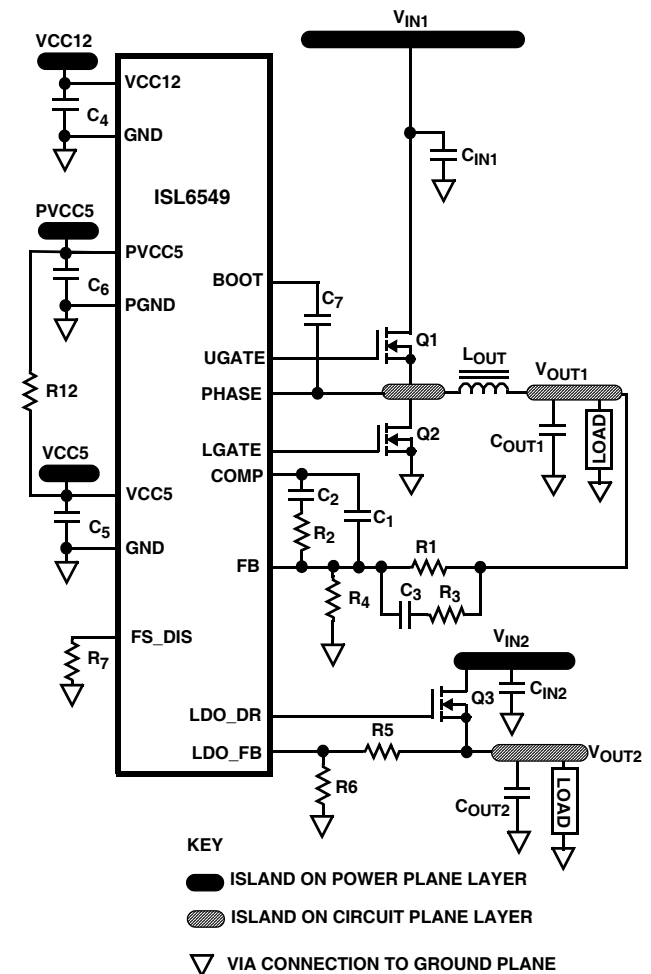 VIN1
VCC12
VCC12
C4
GND
CIN1
ISL6549
PVCC5
PVCC5
C6
PGND
BOOT
C7
Q1
UGATE
LOUT
VOUT1
R12
PHASE
Q2
COUT1
LOAD
LGATE
VCC5
COMP
VCC5
C2
C1
C5
R2
GND
R1
FB
C3
R3
R4
FS_DIS
R7
VIN2
Q3
CIN2
LDO_DR
R5
LDO_FB
VOUT2
R6
COUT2
LOAD
KEY
ISLAND ON POWER PLANE LAYER
ISLAND ON CIRCUIT PLANE LAYER
VIA CONNECTION TO GROUND PLANE